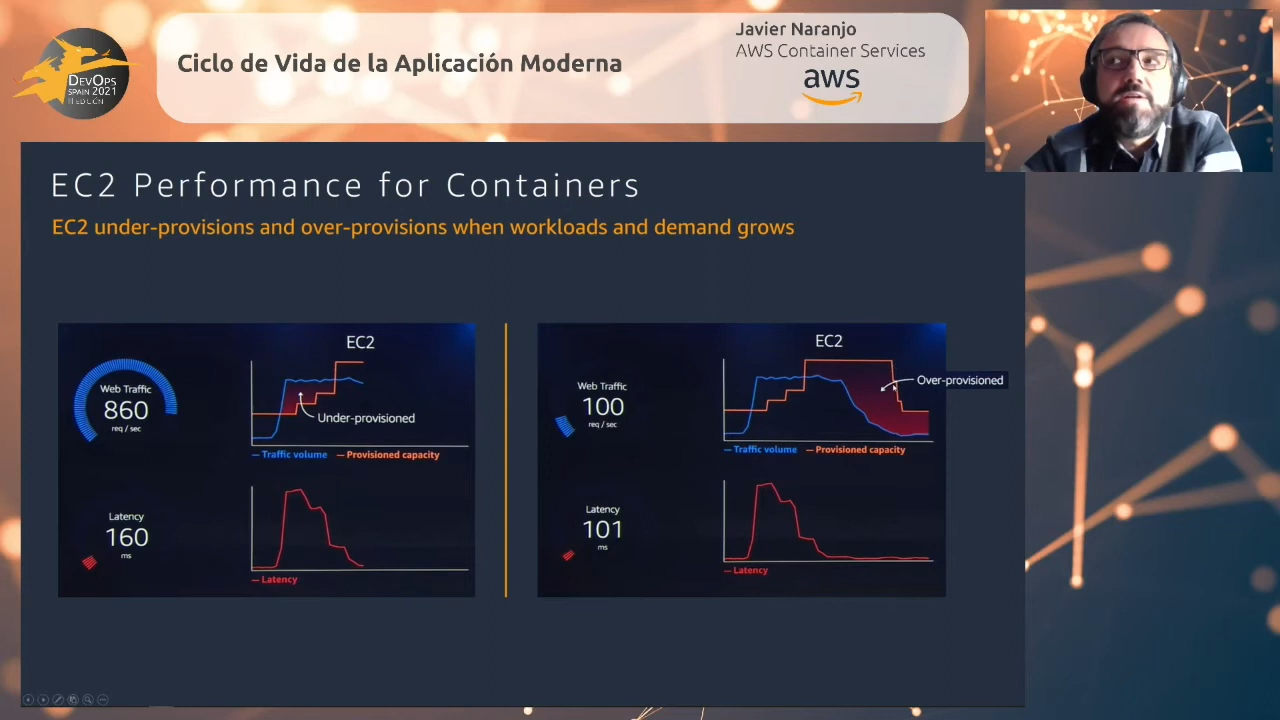 DEVOPS
SPAIN 2021
II EDICIÓN
Ciclo de Vida de la Aplicación Moderna
Javier Naranjo
AWS Container Services
aws
EC2 Performance for Containers
EC2 under-provisions and over-provisions when workloads and demand grows
EC2
Web Traffic
860
req / sec
Under-provisioned
Traffic volume
Provisioned capacity
Latency
160
ms
Latency
EC2
Web Traffic
100
req / sec
Over-provisioned
Traffic volume
Provisioned capacity
Latency
101
ms
Latency